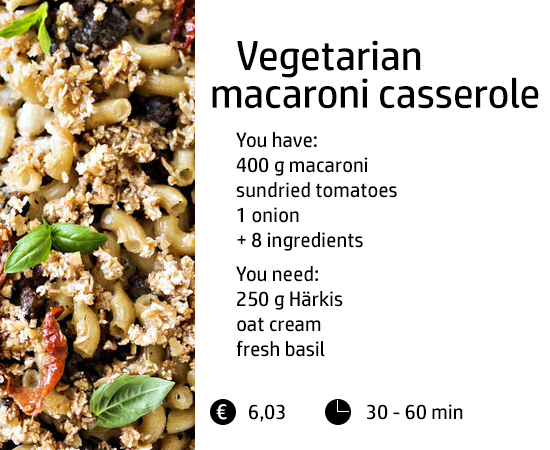 Vegetarian
macaroni casserole
You have:
400 g macaroni
sundried tomatoes
1 onion
+ 8 ingredients
You need:
250 g Härkis
oat cream
fresh basil
€ 6,03 30 - 60 min